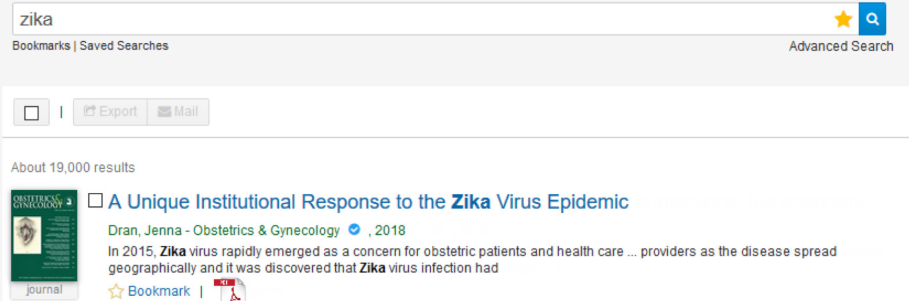 zika
Bookmarks | Saved Searches
Advanced Search
Export
Mail
About 19,000 results
OBSTETRICS & GYNECOLOGY
A Unique Institutional Response to the Zika Virus Epidemic
Dran, Jenna - Obstetrics & Gynecology , 2018
In 2015, Zika virus rapidly emerged as a concern for obstetric patients and health care ... providers as the disease spread
geographically and it was discovered that Zika virus infection had
journal
Bookmark |